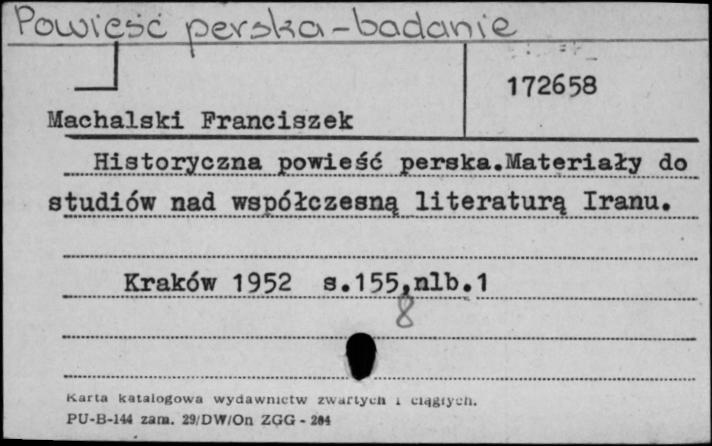 Powieść perska - badanie
172658
Machalski Franciszek
Historyczna powieść perska. Materiały do
studiów nad współczesną literaturą Iranu.
Kraków 1952 s.155,nlb.1
8
Karta katalogowa wydawnictw zwartych i ciągłych.
PU-B-144 zam. 29/DW/On ZGG - 284